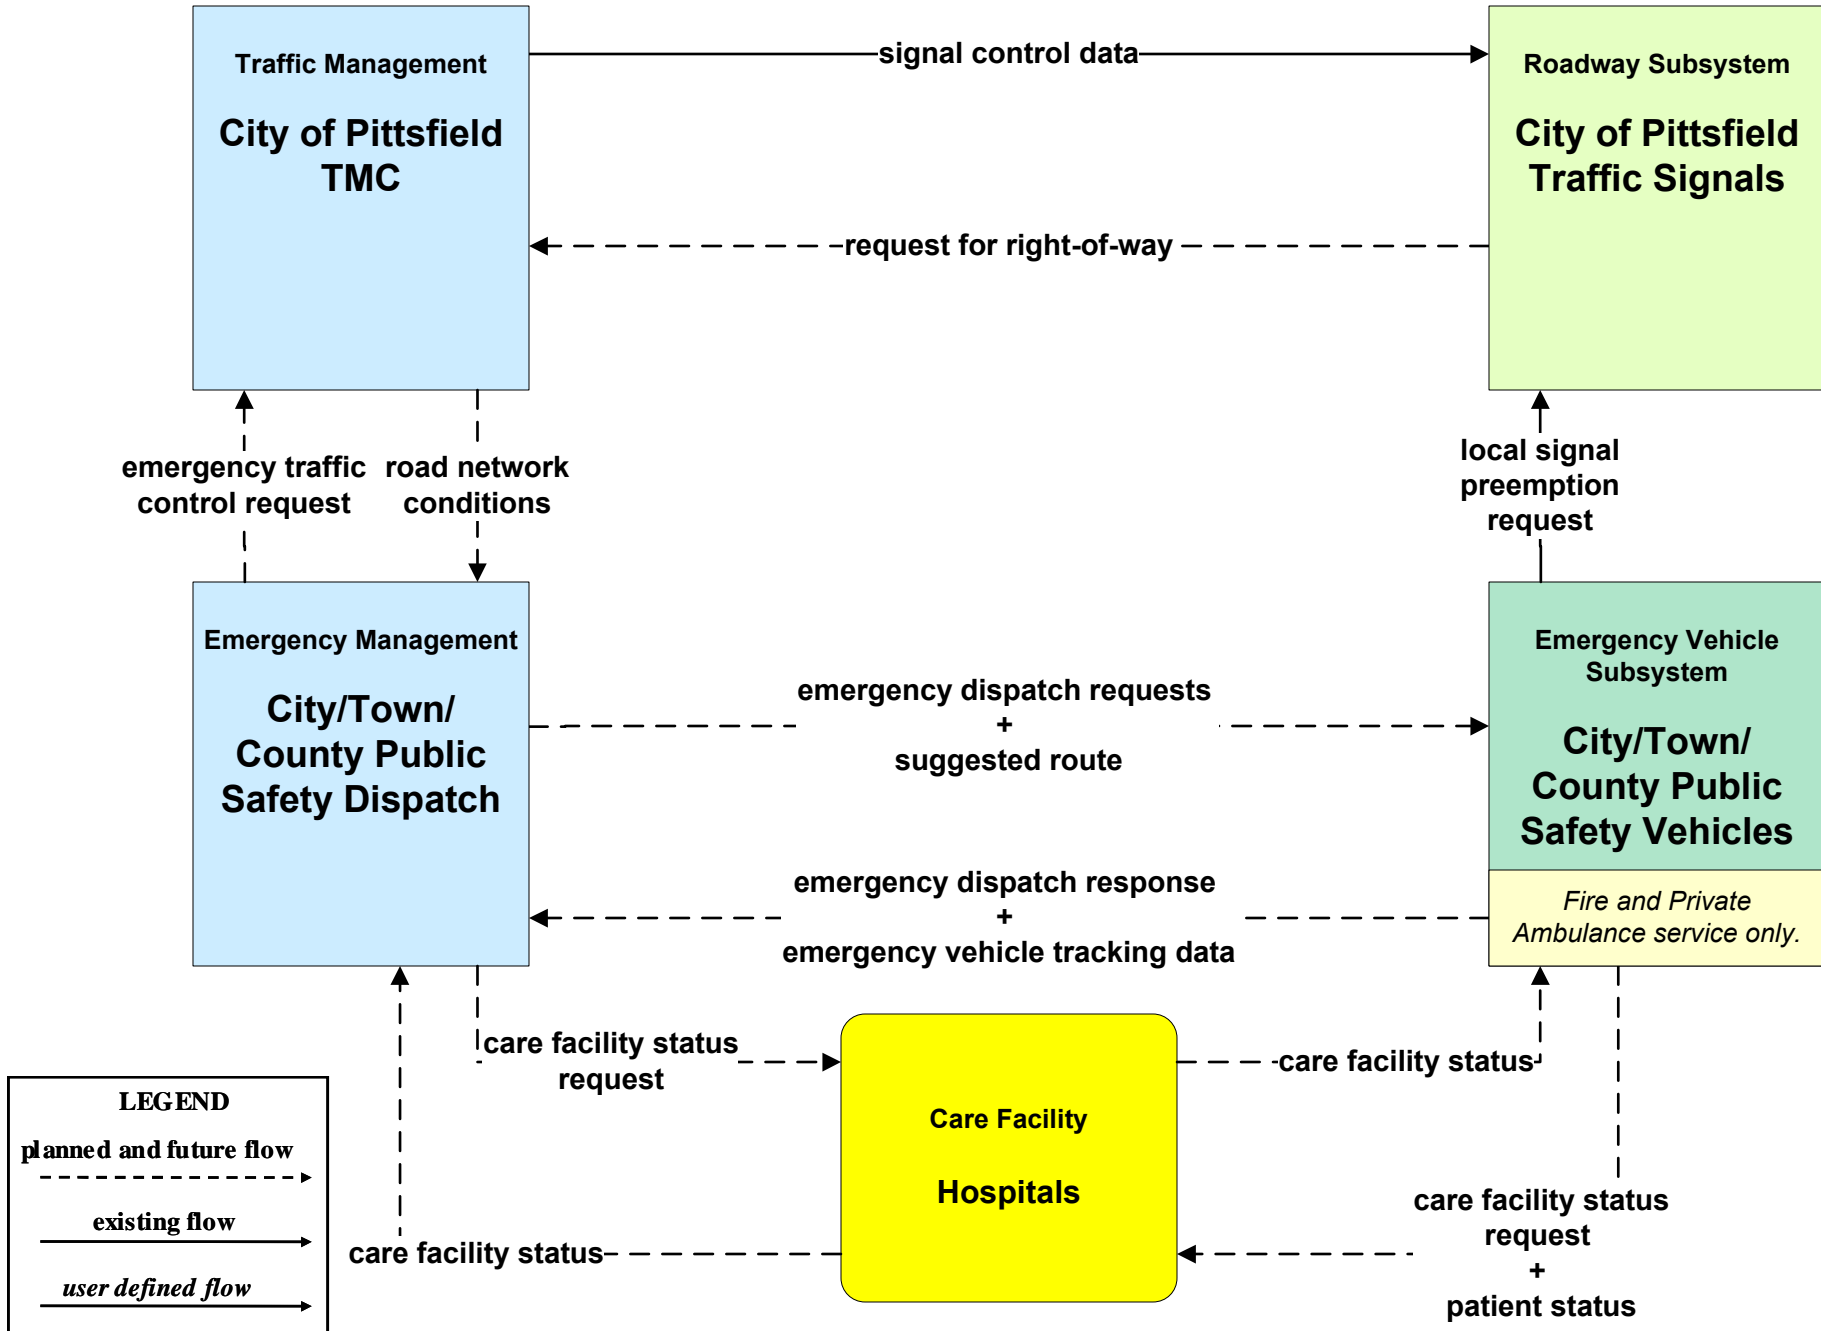 Traffic Management
City of Pittsfield
TMC
signal control data
Roadway Subsystem
City of Pittsfield
Traffic Signals
request for right-of-way
emergency traffic
control request
road network
conditions
local signal
preemption
request
Emergency Management
City/Town/
County Public
Safety Dispatch
emergency dispatch requests
+
suggested route
Emergency Vehicle
Subsystem
City/Town/
County Public
Safety Vehicles
emergency dispatch response
+
emergency vehicle tracking data
Fire and Private
Ambulance service only.
care facility status
request
care facility status
Care Facility
Hospitals
care facility status
care facility status
request
+
patient status
LEGEND
planned and future flow
existing flow
user defined flow